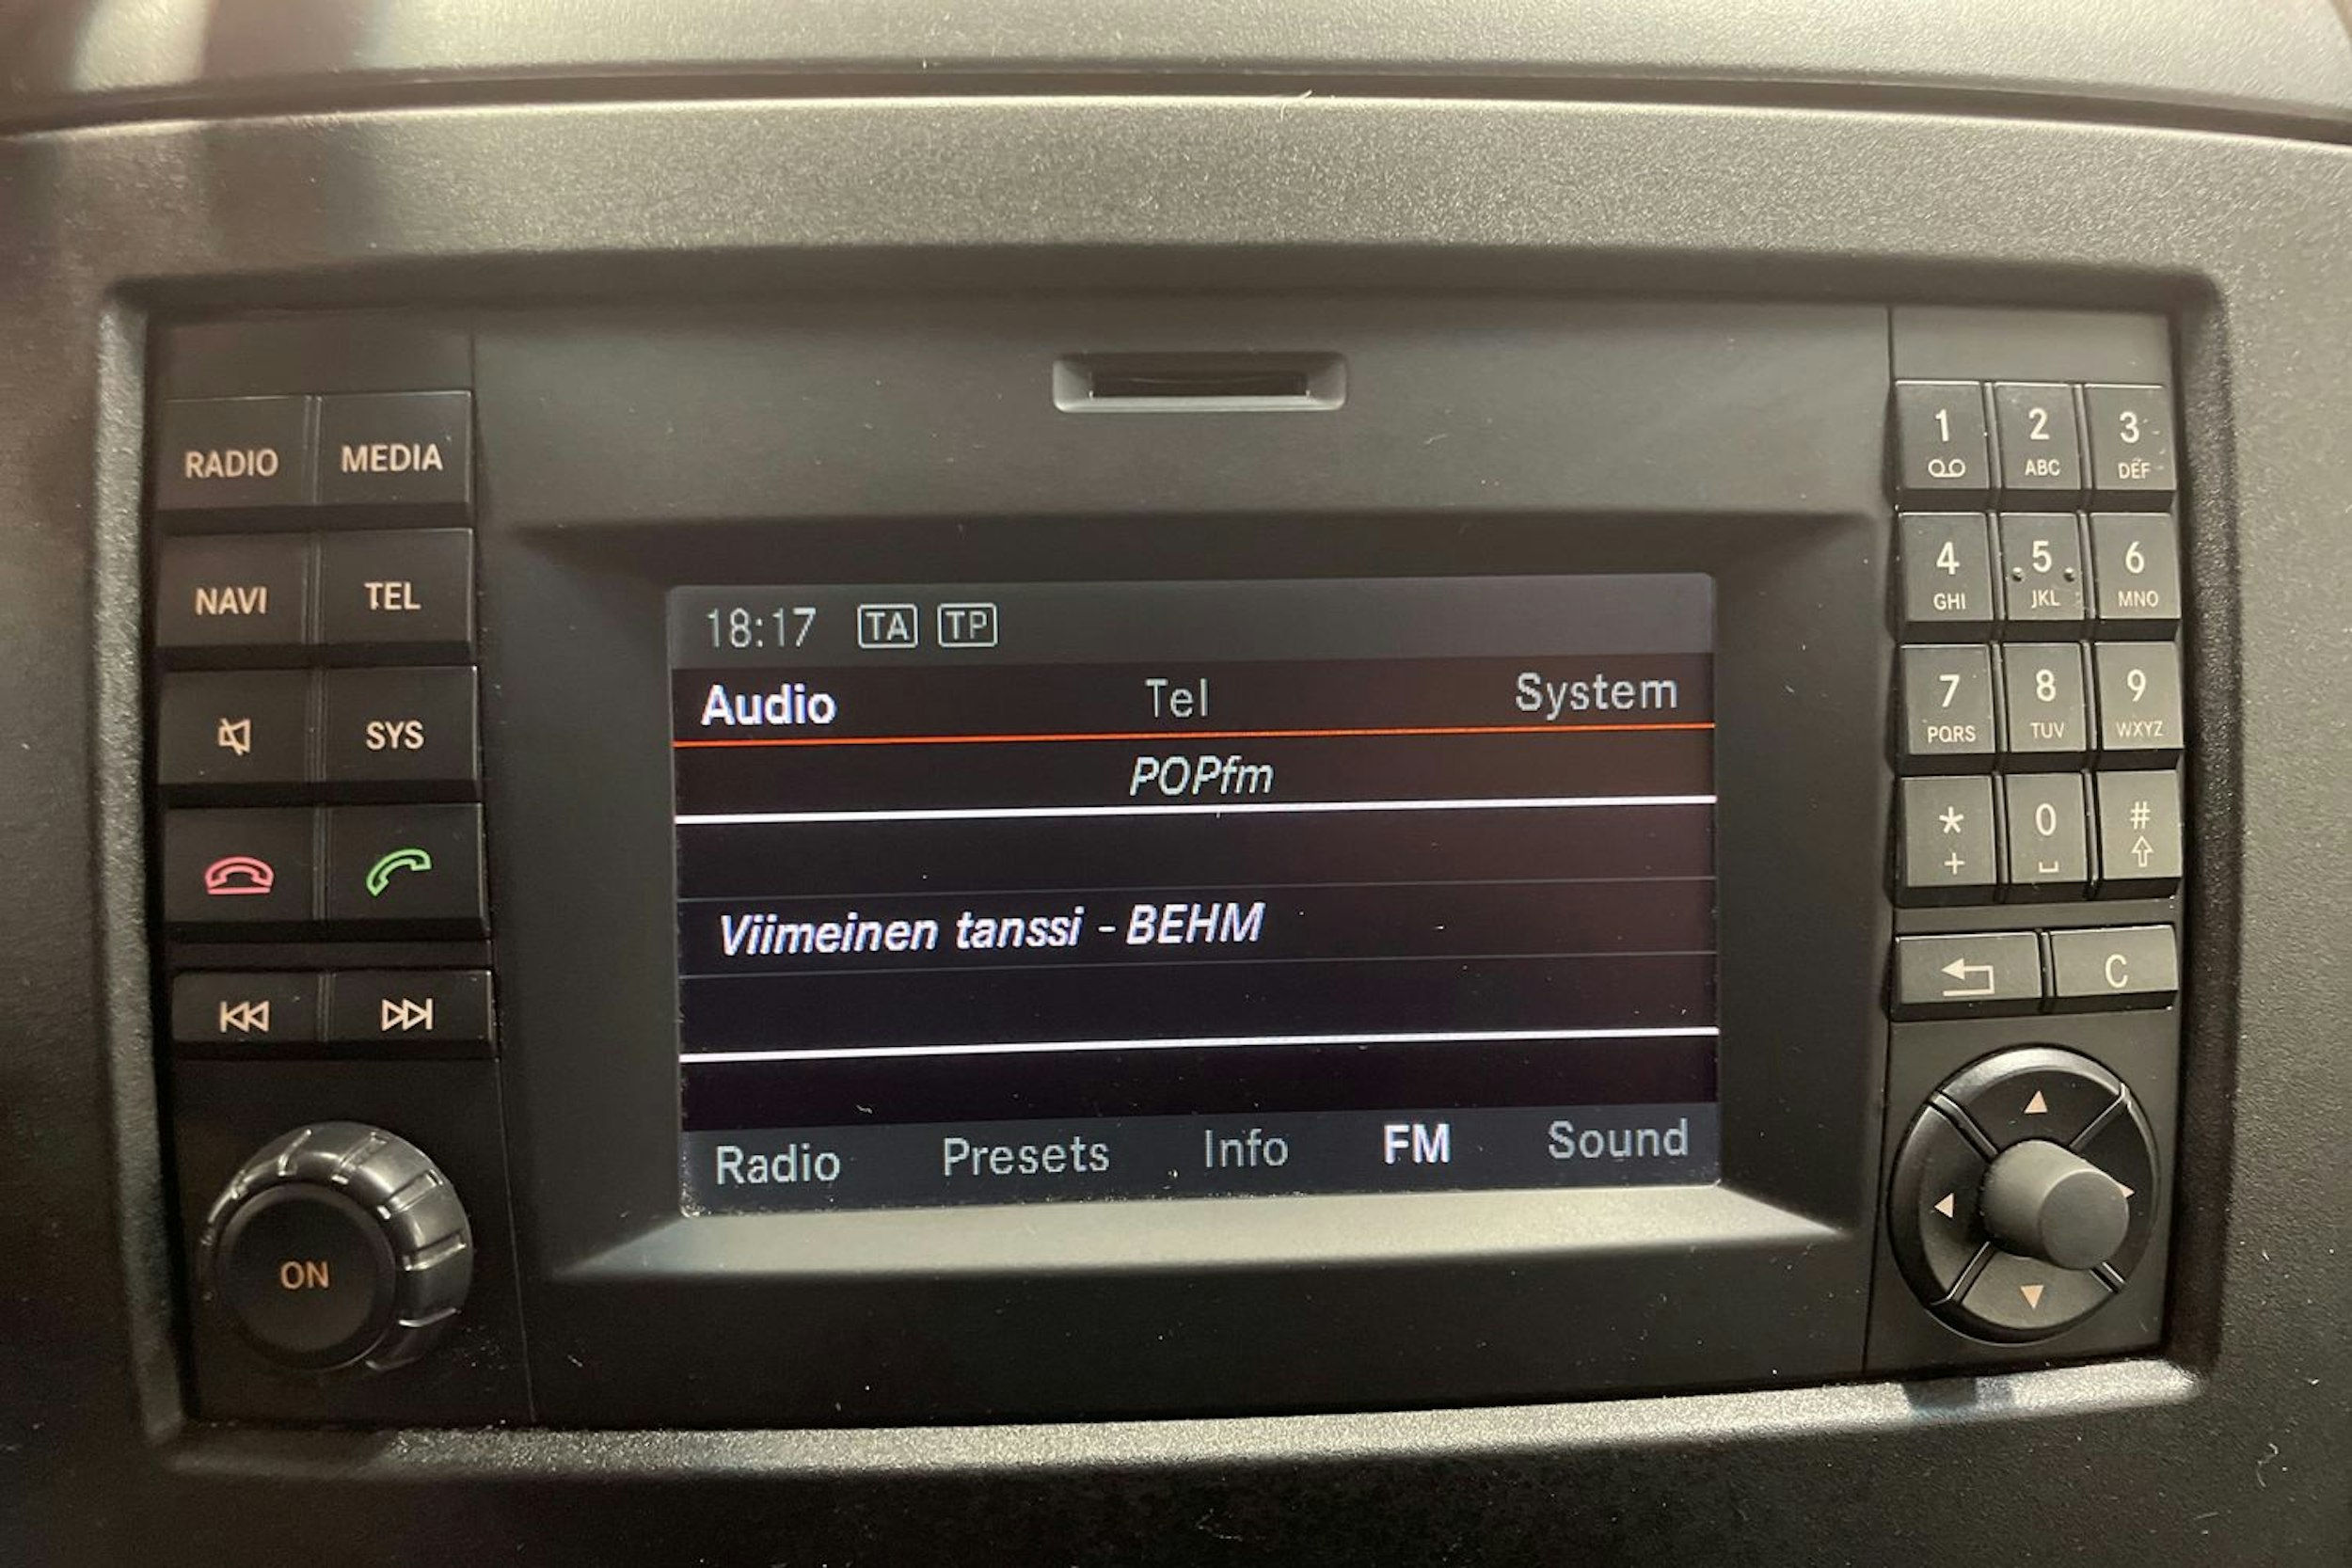 RADIO MEDIA
NAVI TEL
SYS
ON
18:17 TA TP
Audio Tel System
POPfm
Viimeinen tanssi - BEHM
Radio Presets Info FM Sound
1 2 3
ABC DEF
4 5 6
GHI JKL MNO
7 8 9
PQRS TUV WXYZ
* 0 #
+
C